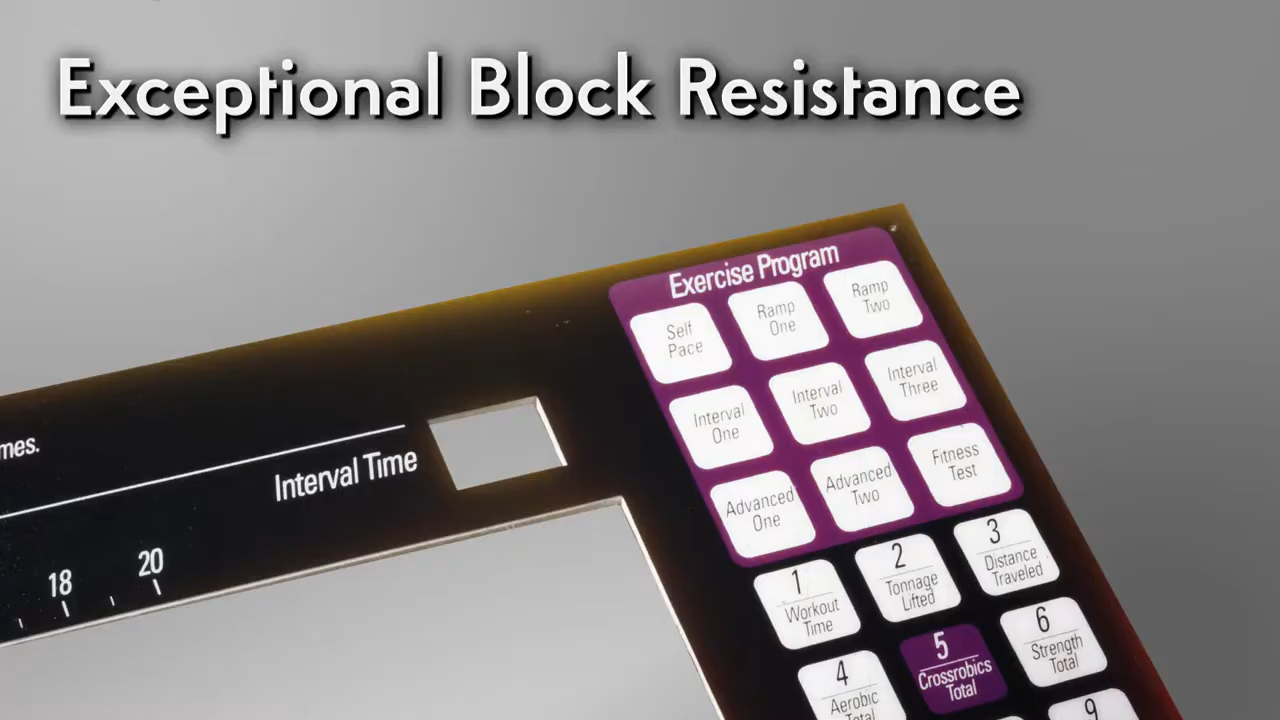 Exceptional Block Resistance
Exercise Program
Self
Pace
Ramp
One
Ramp
Two
Interval
One
Interval
Two
Interval
Three
Advanced
One
Advanced
Two
Fitness
Test
mes.
Interval Time
18
20
1
Workout
Time
2
Tonnage
Lifted
3
Distance
Traveled
4
Aerobic
Total
5
Crossrobics
Total
6
Strength
Total
9